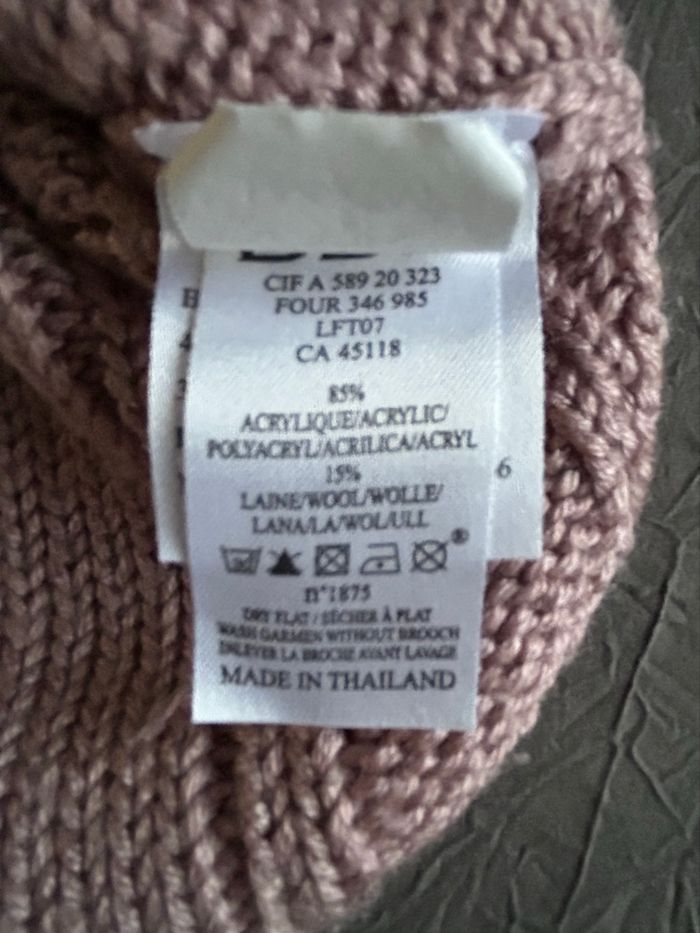 CIF A 589 20 323
FOUR 346 985
LFT07
CA 45118
85%
ACRYLIQUE/ACRYLIC/
POLYACRYL/ACRILICA/ACRYL
15%
LAINE/WOOL/WOLLE/
LANA/LA/WOL/ULL
6
®
n°1875
DRY FLAT / SÉCHER À PLAT
WASH GARMEN WITHOUT BROOCH
ENLEVER LA BROCHE AVANT LAVAGE
MADE IN THAILAND